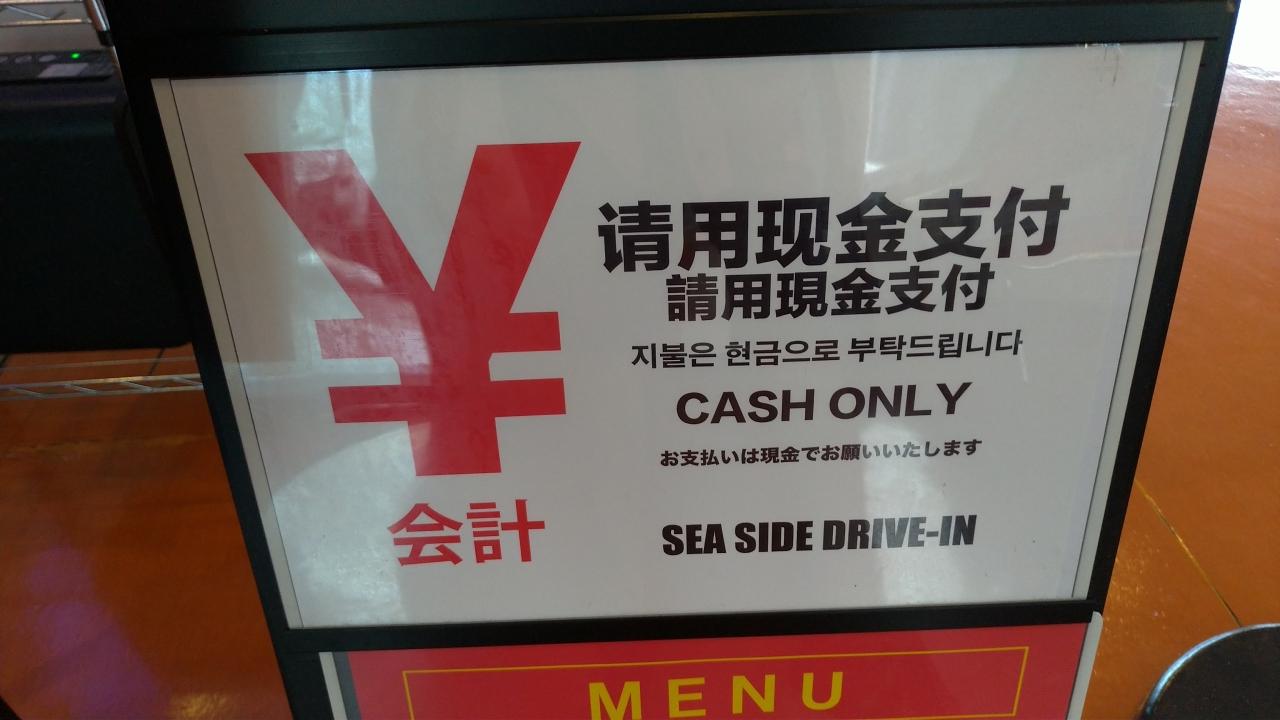 ¥
会計
请用现金支付
請用現金支付
지불은 현금으로 부탁드립니다
CASH ONLY
お支払いは現金でお願いいたします
SEA SIDE DRIVE-IN
MENU